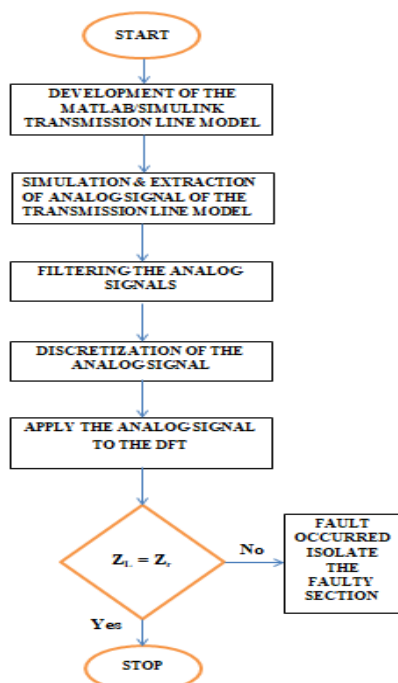 START
DEVELOPMENT OF THE
MATLAB/SIMULINK
TRANSMISSION LINE MODEL
SIMULATION & EXTRACTION
OF ANALOG SIGNAL OF THE
TRANSMISSION LINE MODEL
FILTERING THE ANALOG
SIGNALS
DISCRETIZATION OF THE
ANALOG SIGNAL
APPLY THE ANALOG SIGNAL
TO THE DFT
Z_L = Z_r
No
FAULT
OCCURRED
ISOLATE
THE
FAULTY
SECTION
Yes
STOP